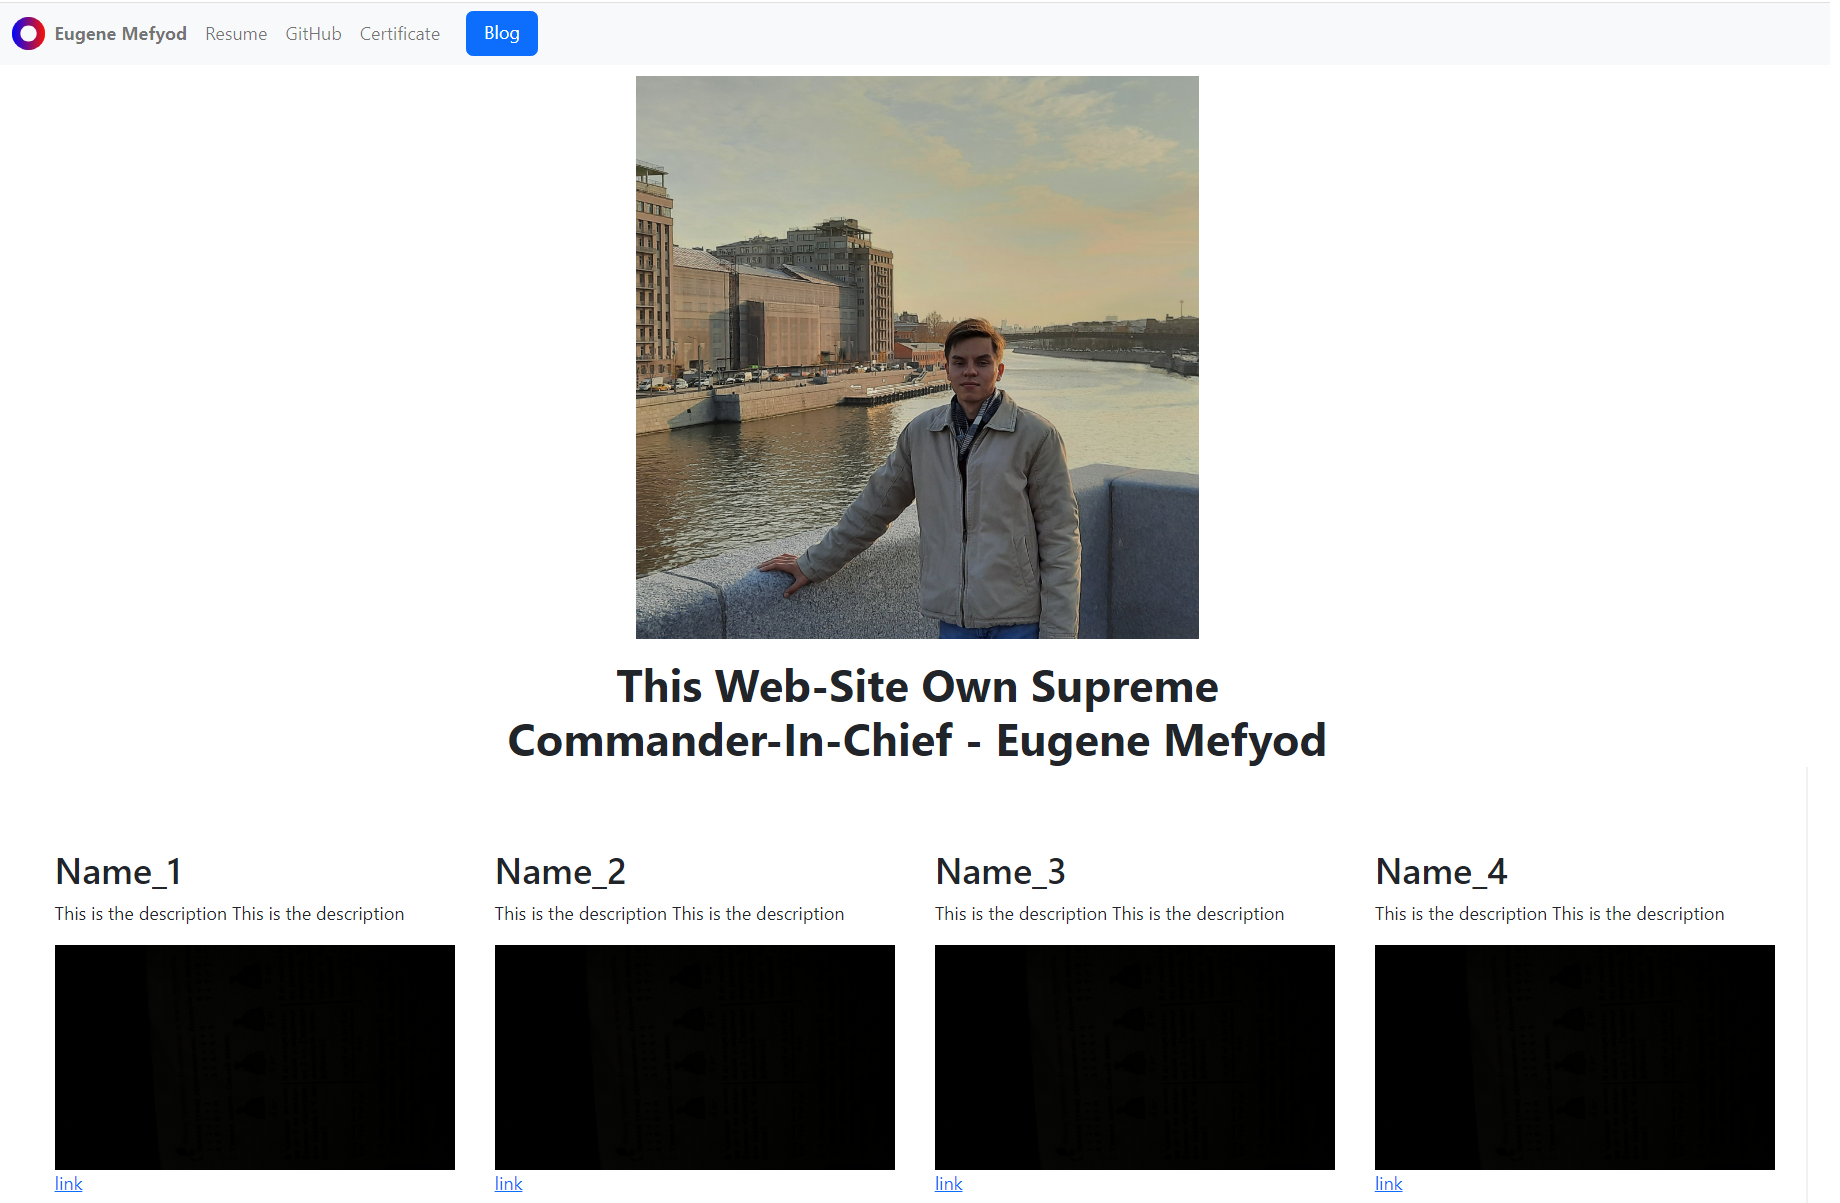 Eugene Mefyod Resume GitHub Certificate Blog
This Web-Site Own Supreme
Commander-In-Chief - Eugene Mefyod
Name_1
This is the description This is the description
link
Name_2
This is the description This is the description
link
Name_3
This is the description This is the description
link
Name_4
This is the description This is the description
link